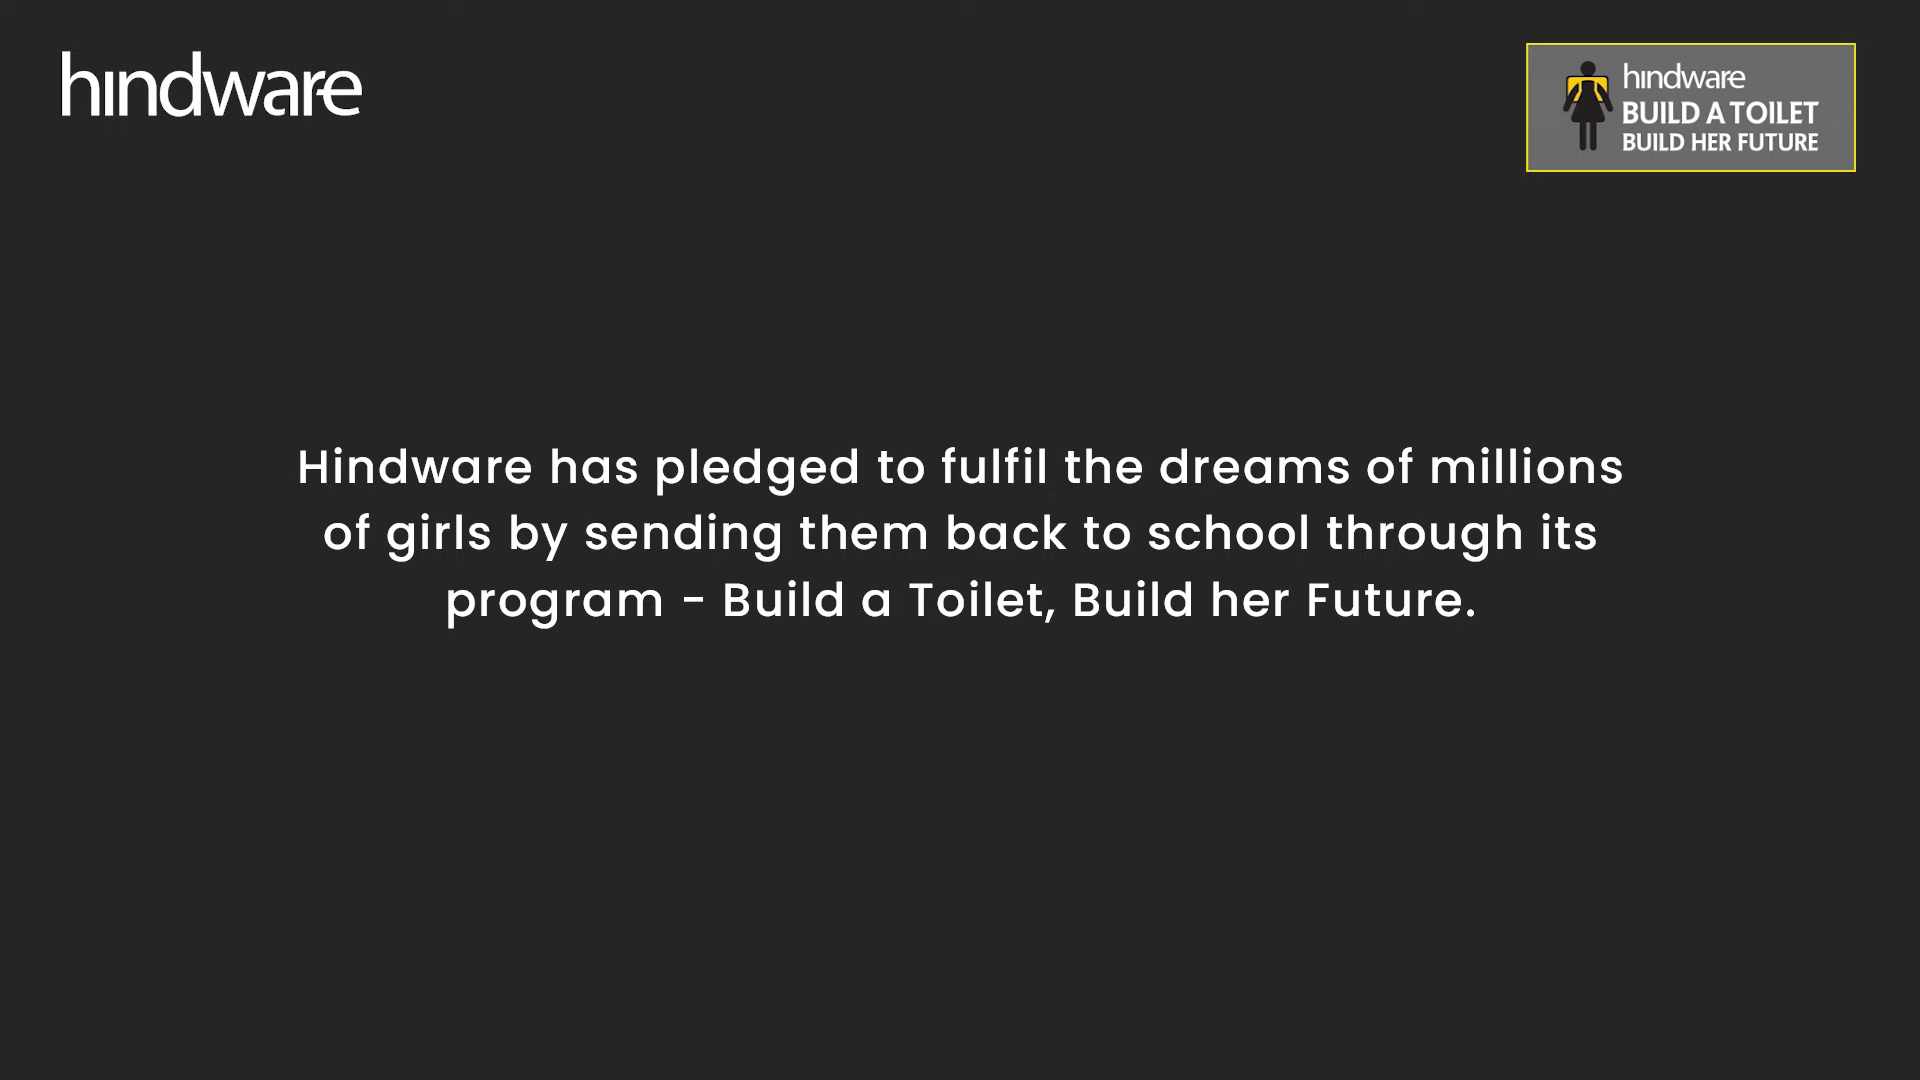 hindware
hindware
BUILD A TOILET
BUILD HER FUTURE
Hindware has pledged to fulfil the dreams of millions
of girls by sending them back to school through its
program - Build a Toilet, Build her Future.